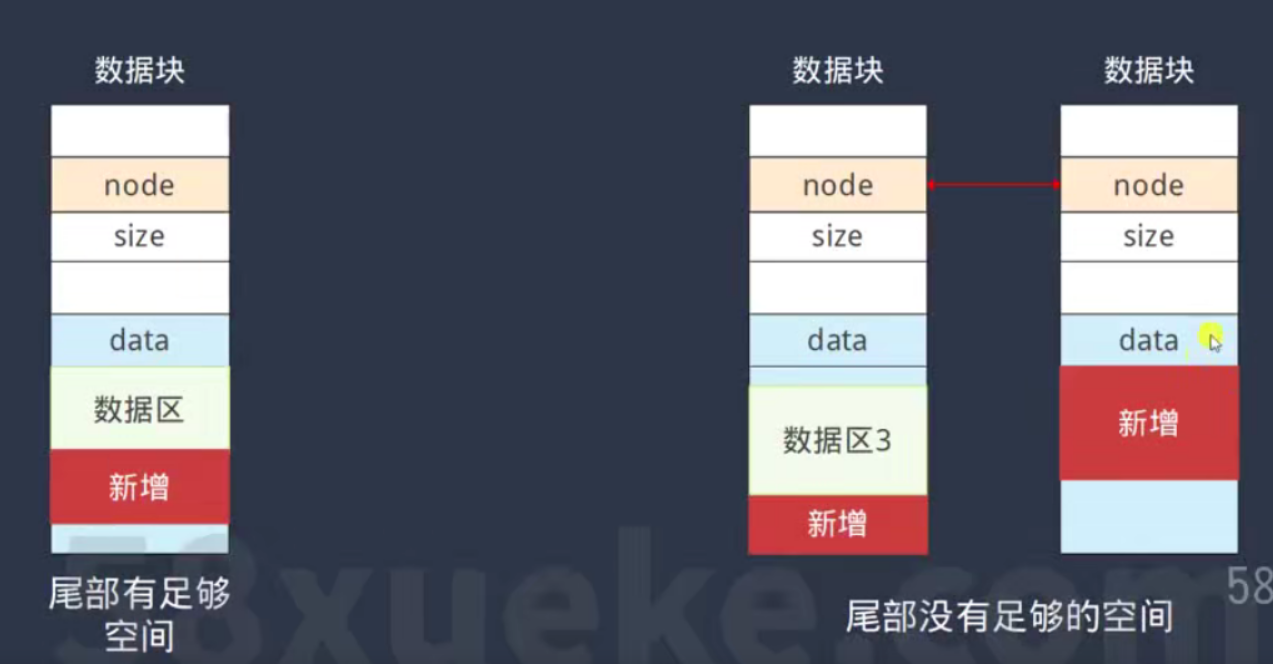 数据块
node
size
data
数据区
新增
尾部有足够
空间
数据块
node
size
data
数据区3
新增
数据块
node
size
data
新增
尾部没有足够的空间
58xueke.com
58